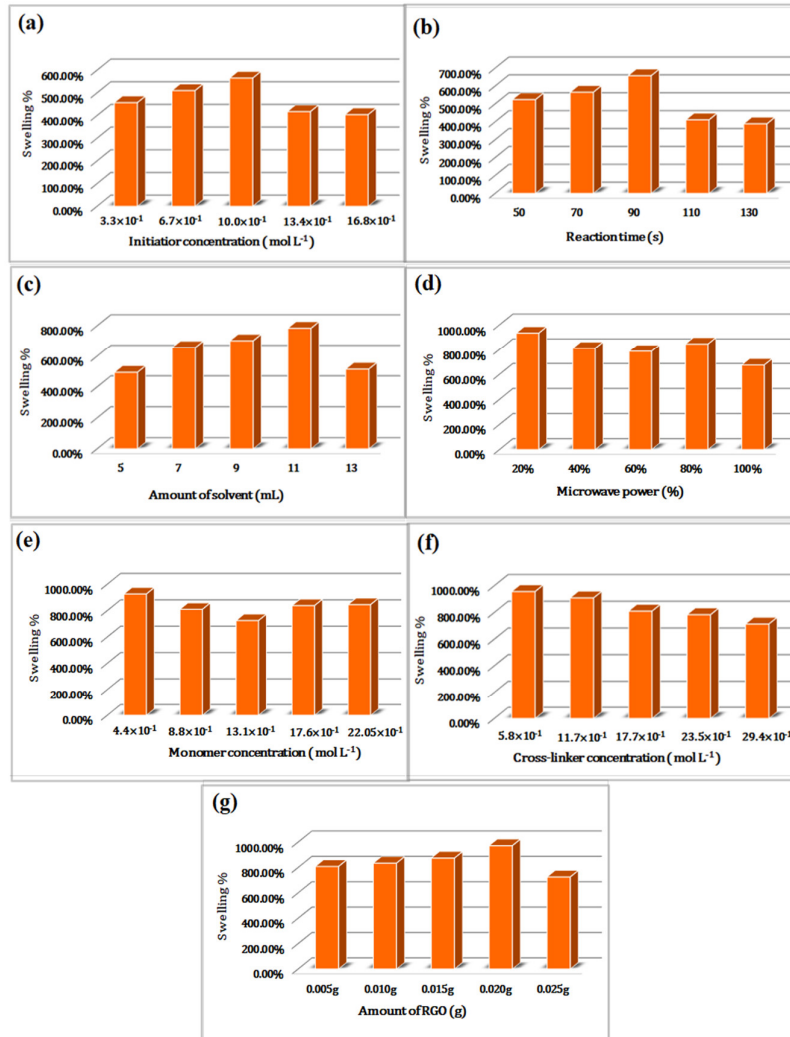 (a)
600.00%
500.00%
400.00%
300.00%
200.00%
100.00%
0.00%
Swelling %
3.3×10⁻¹ 6.7×10⁻¹ 10.0×10⁻¹ 13.4×10⁻¹ 16.8×10⁻¹
Initiatior concentration ( mol L⁻¹)
(b)
700.00%
600.00%
500.00%
400.00%
300.00%
200.00%
100.00%
0.00%
Swelling %
50 70 90 110 130
Reaction time (s)
(c)
800.00%
600.00%
400.00%
200.00%
0.00%
Swelling %
5 7 9 11 13
Amount of solvent (mL)
(d)
1000.00%
800.00%
600.00%
400.00%
200.00%
0.00%
Swelling %
20% 40% 60% 80% 100%
Microwave power (%)
(e)
1000.00%
800.00%
600.00%
400.00%
200.00%
0.00%
Swelling %
4.4×10⁻¹ 8.8×10⁻¹ 13.1×10⁻¹ 17.6×10⁻¹ 22.05×10⁻¹
Monomer concentration ( mol L⁻¹)
(f)
1000.00%
800.00%
600.00%
400.00%
200.00%
0.00%
Swelling %
5.8×10⁻¹ 11.7×10⁻¹ 17.7×10⁻¹ 23.5×10⁻¹ 29.4×10⁻¹
Cross-linker concentration ( mol L⁻¹)
(g)
1000.00%
800.00%
600.00%
400.00%
200.00%
0.00%
Swelling %
0.005g 0.010g 0.015g 0.020g 0.025g
Amount of RGO (g)